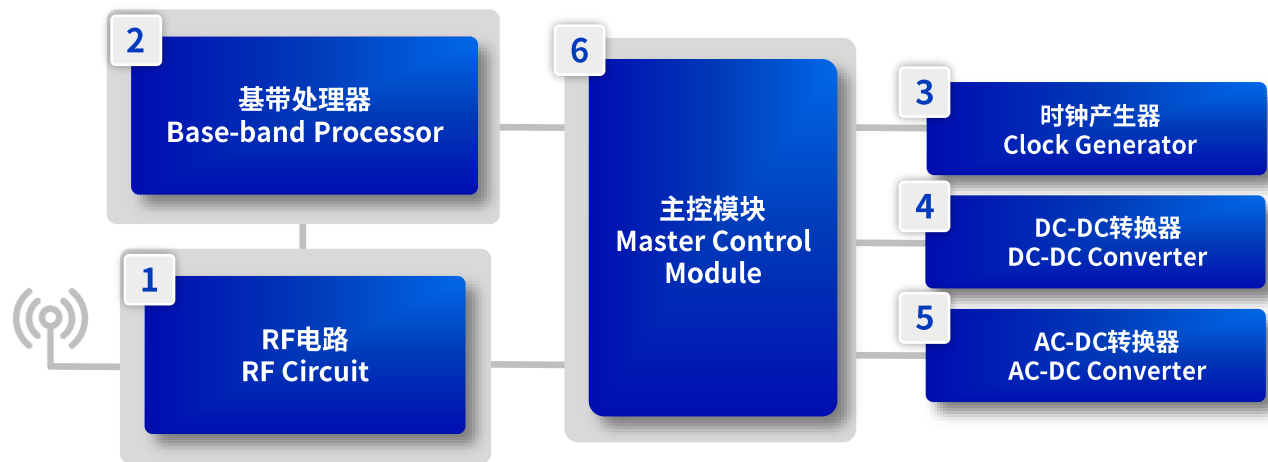 2
基带处理器
Base-band Processor
1
RF电路
RF Circuit
6
主控模块
Master Control
Module
3
时钟产生器
Clock Generator
4
DC-DC转换器
DC-DC Converter
5
AC-DC转换器
AC-DC Converter